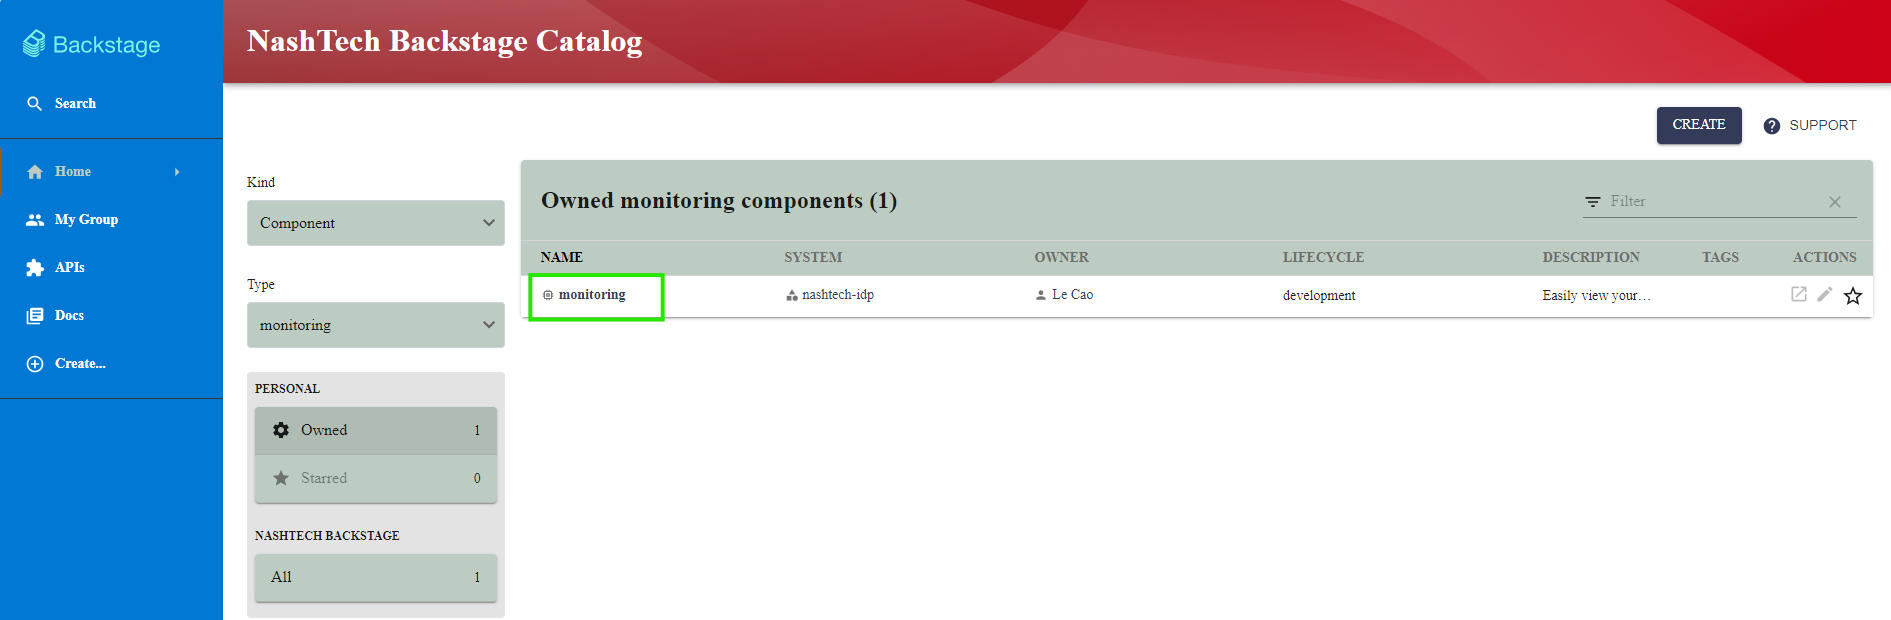 Backstage
Search
Home
My Group
APIs
Docs
Create...
NashTech Backstage Catalog
CREATE
SUPPORT
Kind
Component
Type
monitoring
PERSONAL
Owned 1
Starred 0
NASHTECH BACKSTAGE
All 1
Owned monitoring components (1)
Filter
NAME SYSTEM OWNER LIFECYCLE DESCRIPTION TAGS ACTIONS
monitoring nashtech-idp Le Cao development Easily view your…